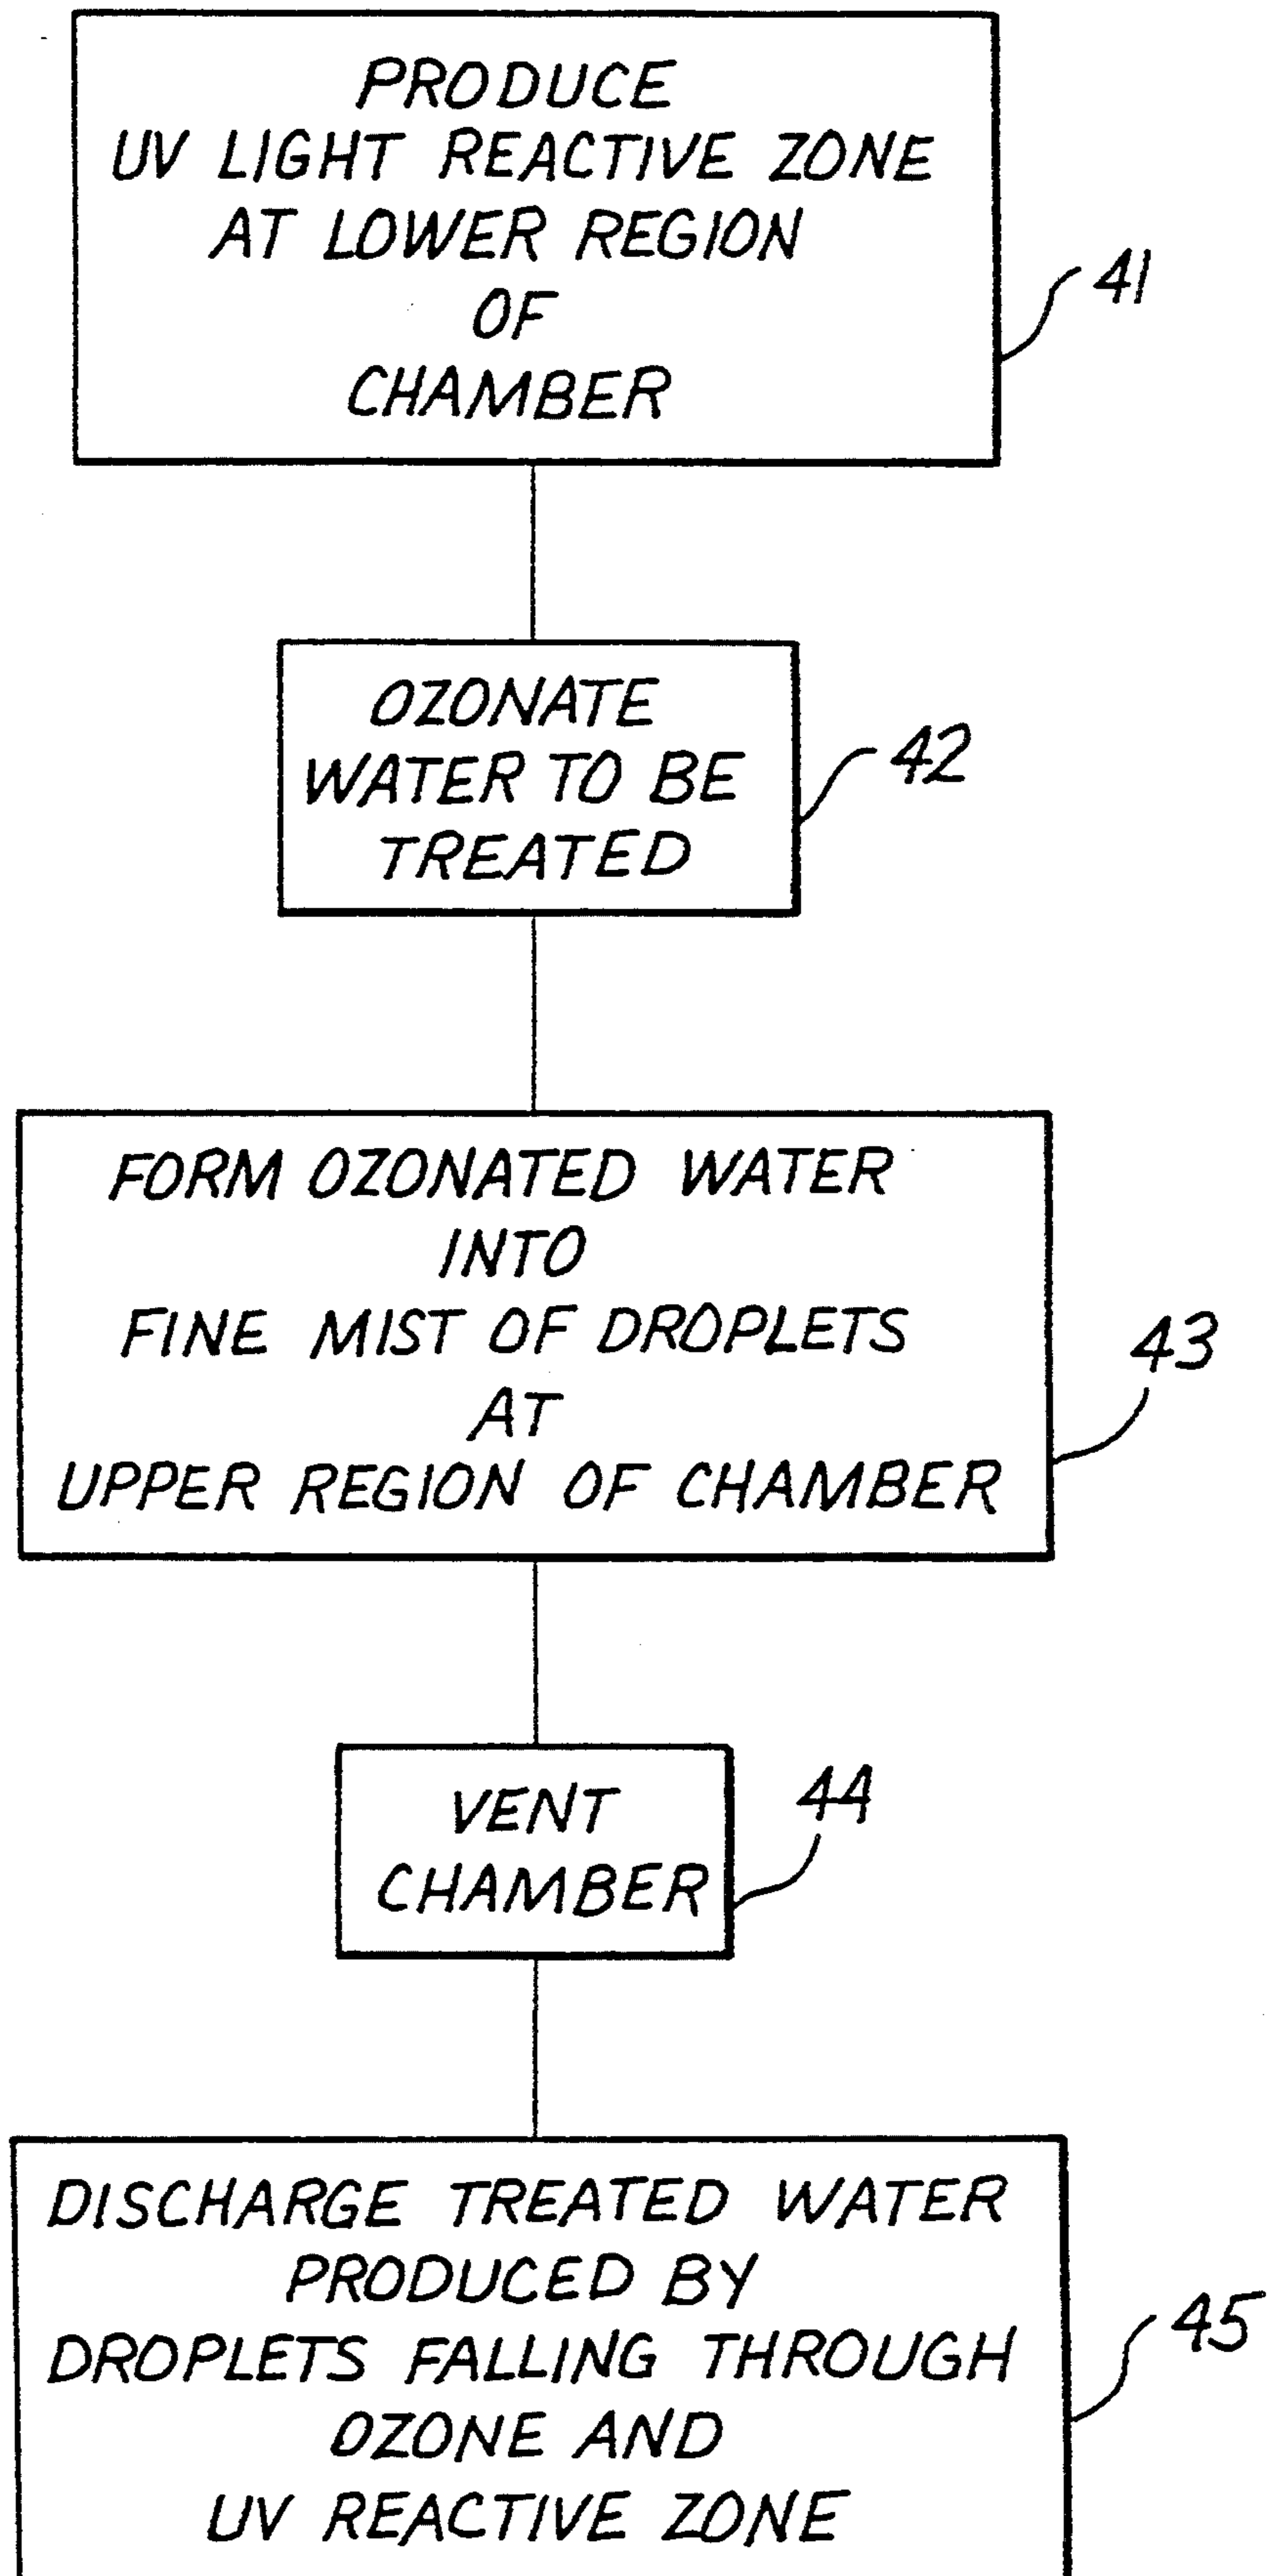 PRODUCE
UV LIGHT REACTIVE ZONE
AT LOWER REGION
OF
CHAMBER
41
OZONATE
WATER TO BE
TREATED
42
FORM OZONATED WATER
INTO
FINE MIST OF DROPLETS
AT
UPPER REGION OF CHAMBER
43
VENT
CHAMBER
44
DISCHARGE TREATED WATER
PRODUCED BY
DROPLETS FALLING THROUGH
OZONE AND
UV REACTIVE ZONE
45